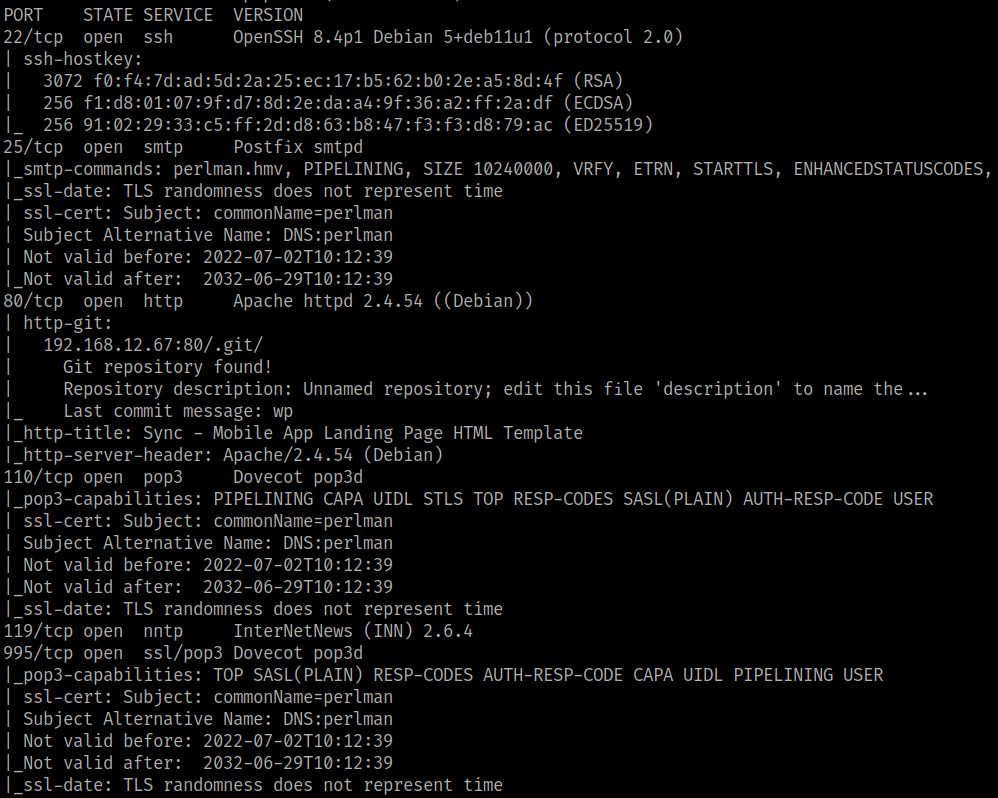 PORT    STATE SERVICE  VERSION
22/tcp  open  ssh      OpenSSH 8.4p1 Debian 5+deb11u1 (protocol 2.0)
| ssh-hostkey:
|   3072 f0:f4:7d:ad:5d:2a:25:ec:17:b5:62:b0:2e:a5:8d:4f (RSA)
|   256 f1:d8:01:07:9f:d7:8d:2e:da:a4:9f:36:a2:ff:2a:df (ECDSA)
|_  256 91:02:29:33:c5:ff:2d:d8:63:b8:47:f3:f3:d8:79:ac (ED25519)
25/tcp  open  smtp     Postfix smtpd
|_smtp-commands: perlman.hmv, PIPELINING, SIZE 10240000, VRFY, ETRN, STARTTLS, ENHANCEDSTATUSCODES,
|_ssl-date: TLS randomness does not represent time
| ssl-cert: Subject: commonName=perlman
| Subject Alternative Name: DNS:perlman
| Not valid before: 2022-07-02T10:12:39
|_Not valid after:  2032-06-29T10:12:39
80/tcp  open  http     Apache httpd 2.4.54 ((Debian))
| http-git:
|   192.168.12.67:80/.git/
|     Git repository found!
|     Repository description: Unnamed repository; edit this file 'description' to name the...
|_    Last commit message: wp
|_http-title: Sync - Mobile App Landing Page HTML Template
|_http-server-header: Apache/2.4.54 (Debian)
110/tcp open  pop3     Dovecot pop3d
|_pop3-capabilities: PIPELINING CAPA UIDL STLS TOP RESP-CODES SASL(PLAIN) AUTH-RESP-CODE USER
| ssl-cert: Subject: commonName=perlman
| Subject Alternative Name: DNS:perlman
| Not valid before: 2022-07-02T10:12:39
|_Not valid after:  2032-06-29T10:12:39
|_ssl-date: TLS randomness does not represent time
119/tcp open  nntp     InterNetNews (INN) 2.6.4
995/tcp open  ssl/pop3 Dovecot pop3d
|_pop3-capabilities: TOP SASL(PLAIN) RESP-CODES AUTH-RESP-CODE CAPA UIDL PIPELINING USER
| ssl-cert: Subject: commonName=perlman
| Subject Alternative Name: DNS:perlman
| Not valid before: 2022-07-02T10:12:39
|_Not valid after:  2032-06-29T10:12:39
|_ssl-date: TLS randomness does not represent time